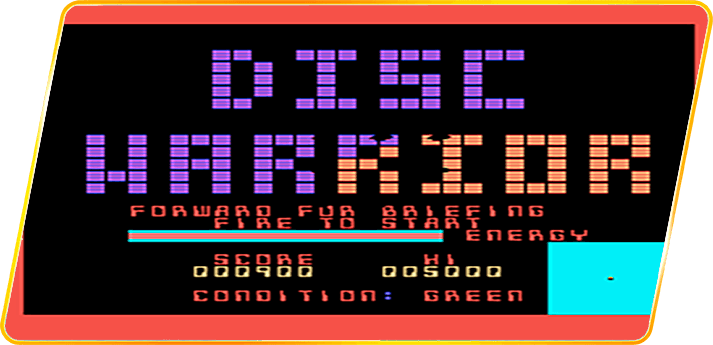 DISC
WARRIOR
FORWARD FOR BRIEFING
FIRE TO START
ENERGY
SCORE HI
000900 005000
CONDITION: GREEN